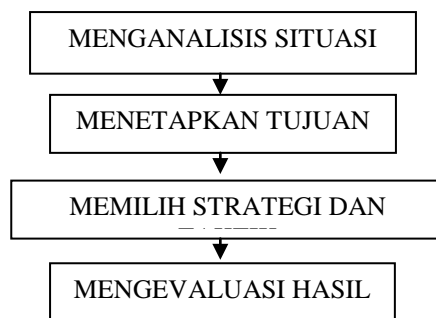 MENGANALISIS SITUASI
MENETAPKAN TUJUAN
MEMILIH STRATEGI DAN
MENGEVALUASI HASIL